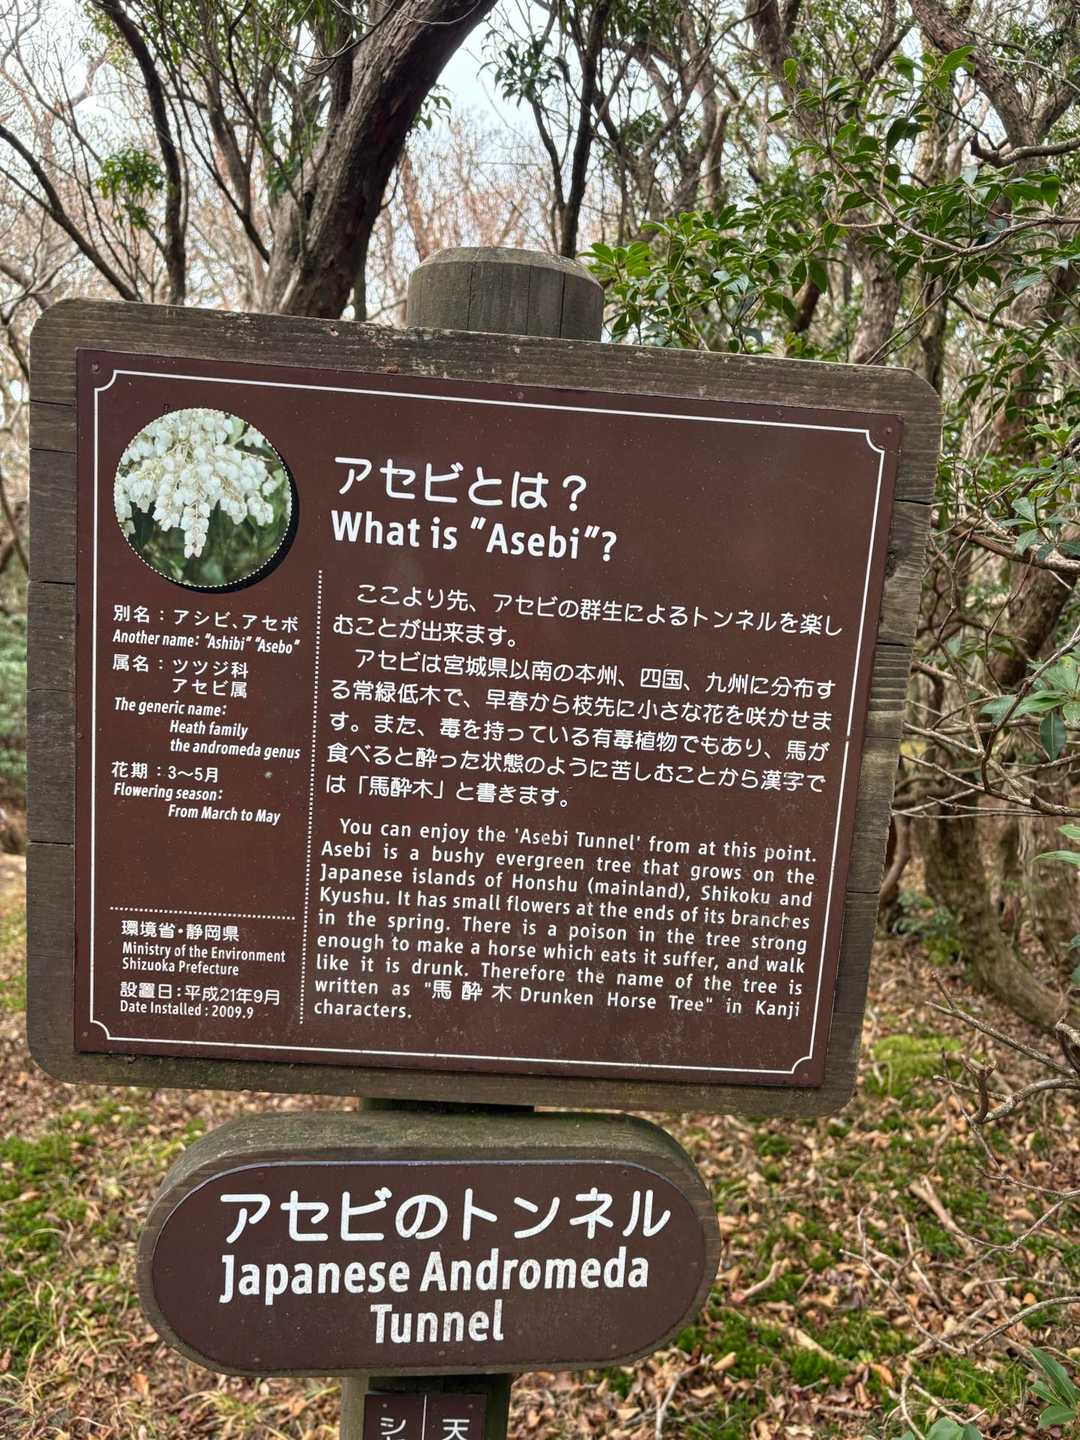 アセビとは？
What is "Asebi"?
別名：アシビ、アセボ
Another name: "Ashibi" "Asebo"
属名：ツツジ科
アセビ属
The generic name:
Heath family
the andromeda genus
花期：3〜5月
Flowering season:
From March to May
環境省・静岡県
Ministry of the Environment
Shizuoka Prefecture
設置日：平成21年9月
Date Installed : 2009.9
ここより先、アセビの群生によるトンネルを楽し
むことが出来ます。
アセビは宮城県以南の本州、四国、九州に分布す
る常緑低木で、早春から枝先に小さな花を咲かせま
す。また、毒を持っている有毒植物でもあり、馬が
食べると酔った状態のように苦しむことから漢字で
は「馬酔木」と書きます。
You can enjoy the 'Asebi Tunnel' from at this point.
Asebi is a bushy evergreen tree that grows on the
Japanese islands of Honshu (mainland), Shikoku and
Kyushu. It has small flowers at the ends of its branches
in the spring. There is a poison in the tree strong
enough to make a horse which eats it suffer, and walk
like it is drunk. Therefore the name of the tree is
written as "馬酔木 Drunken Horse Tree" in Kanji
characters.
アセビのトンネル
Japanese Andromeda
Tunnel
シ 天